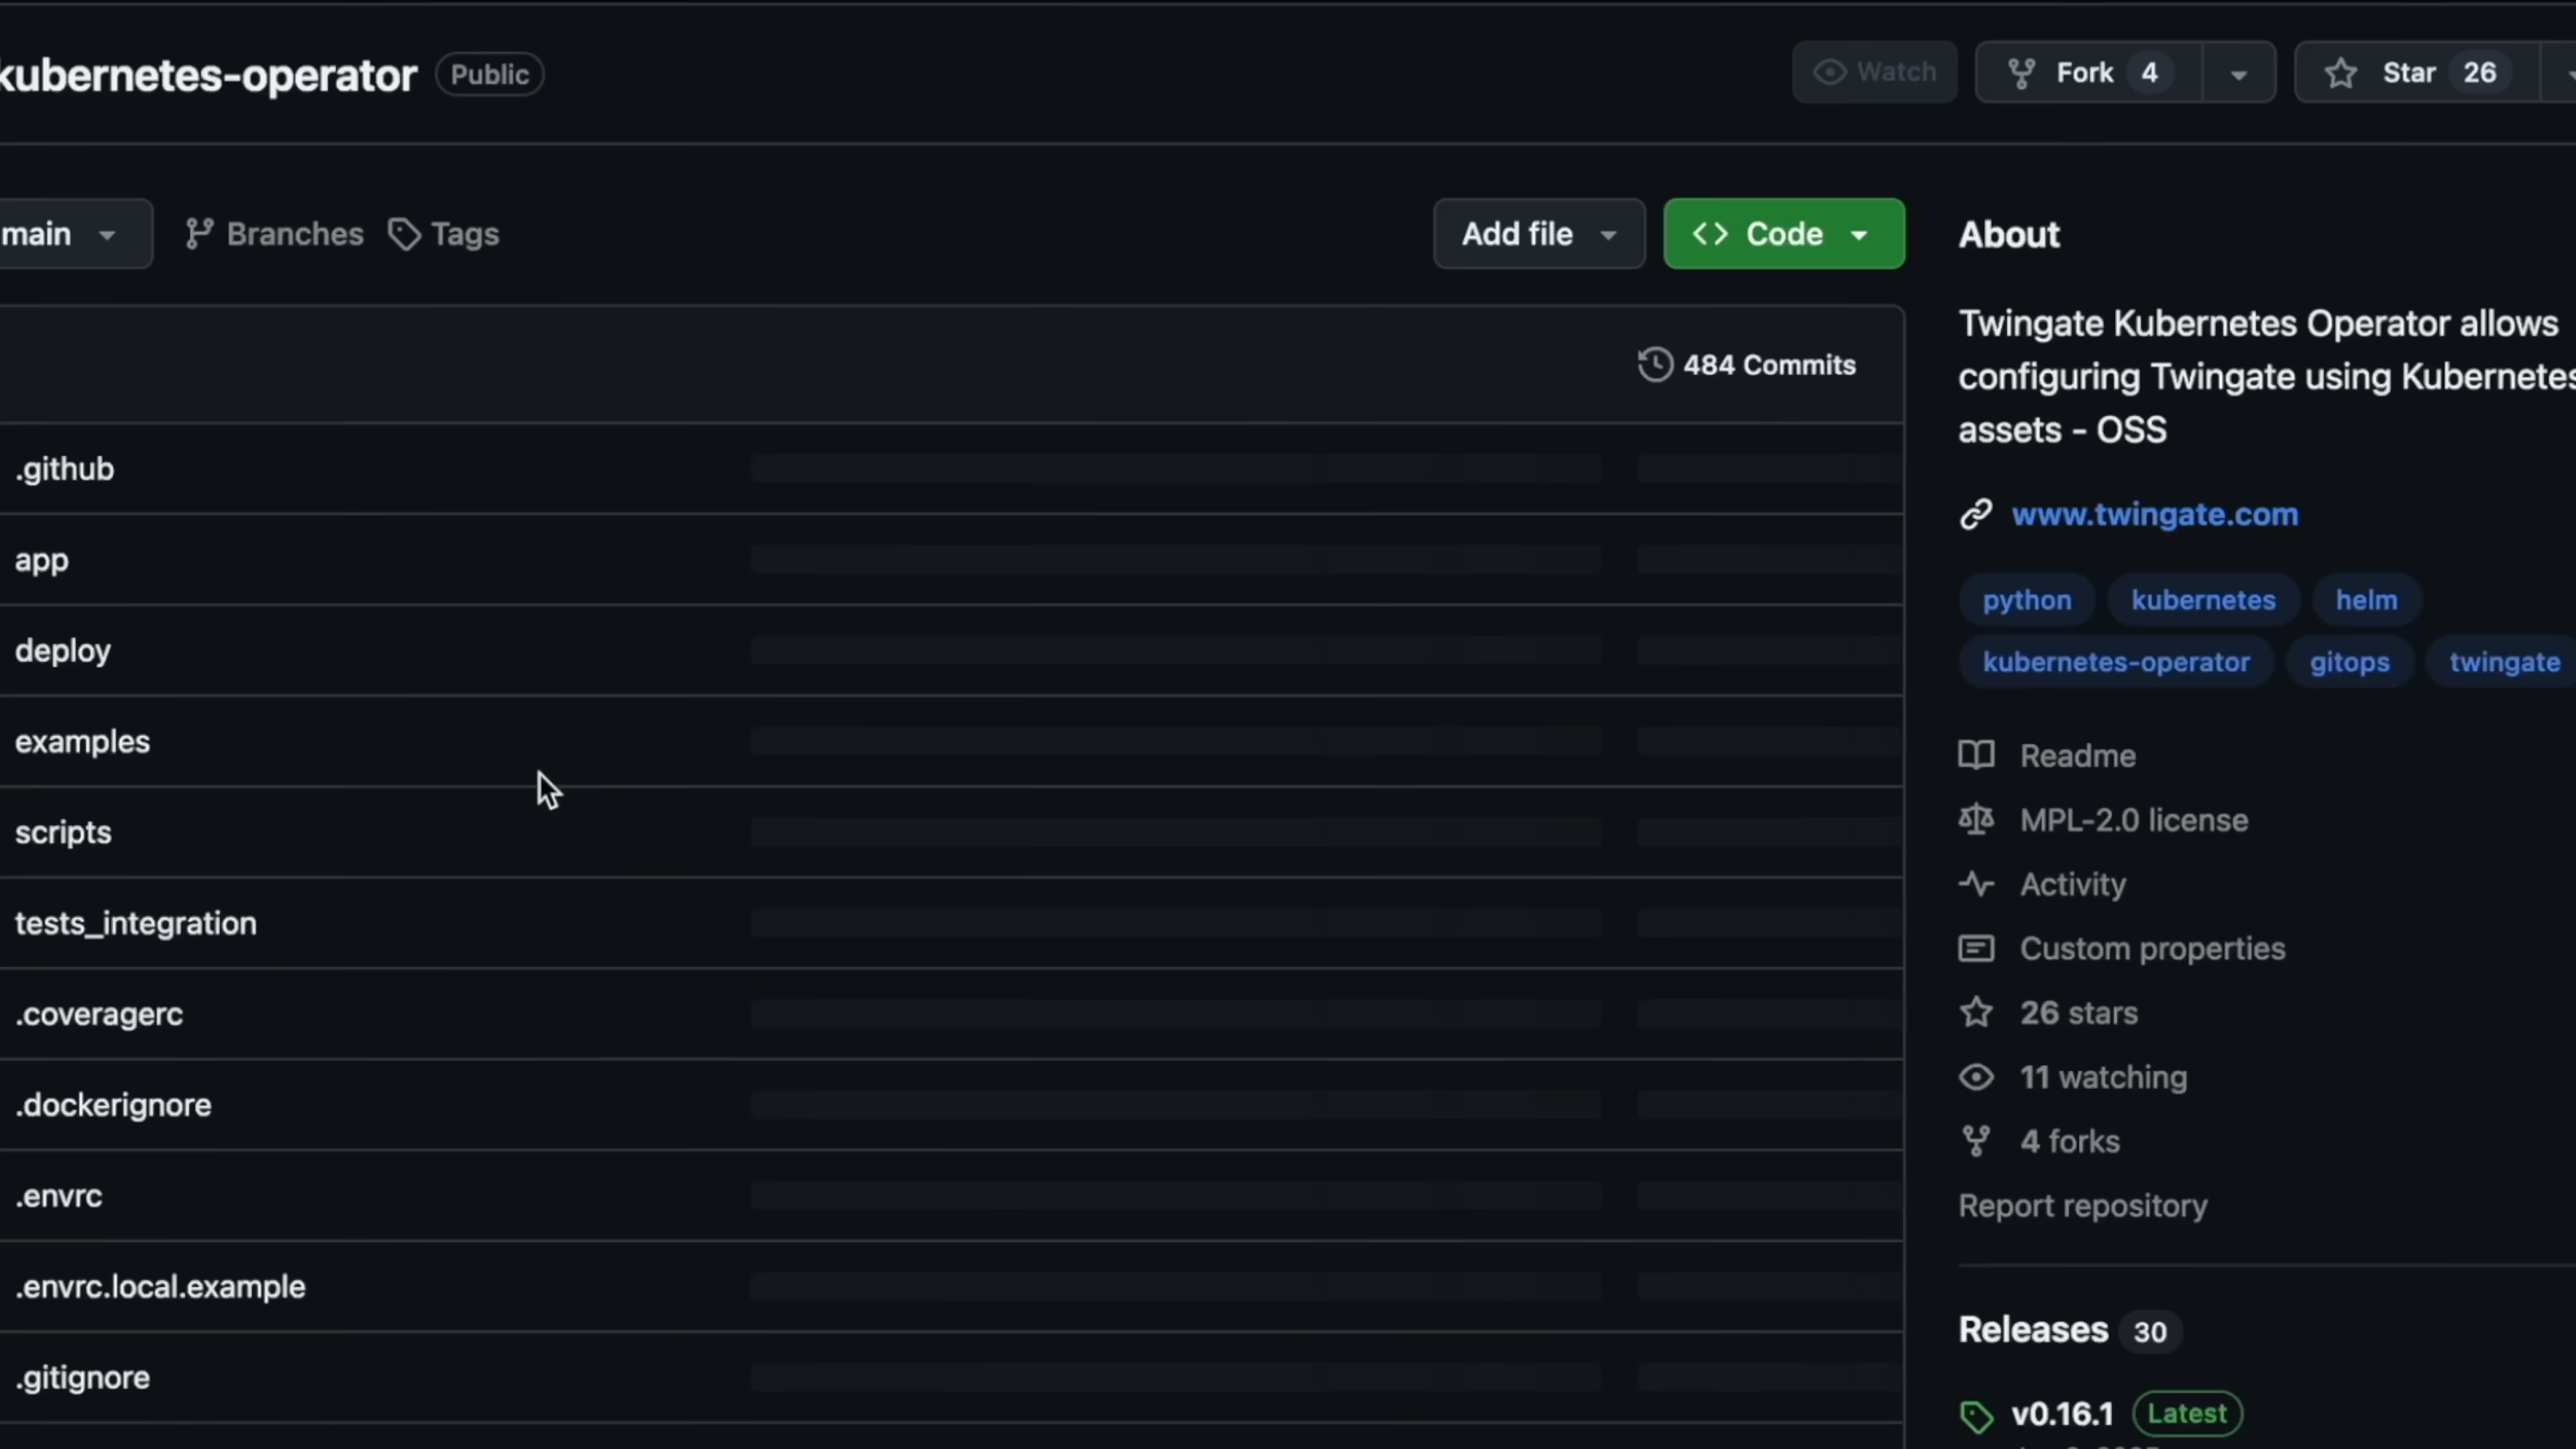 kubernetes-operator Public
Watch Fork 4 Star 26
main Branches Tags
Add file Code
484 Commits
.github
app
deploy
examples
scripts
tests_integration
.coveragerc
.dockerignore
.envrc
.envrc.local.example
.gitignore
About
Twingate Kubernetes Operator allows
configuring Twingate using Kubernetes
assets - OSS
www.twingate.com
python kubernetes helm
kubernetes-operator gitops twingate
Readme
MPL-2.0 license
Activity
Custom properties
26 stars
11 watching
4 forks
Report repository
Releases 30
v0.16.1 Latest